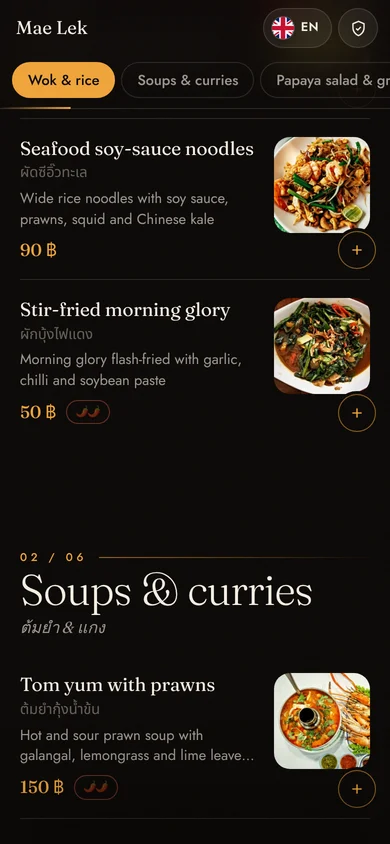 Mae Lek
EN
Wok & rice
Soups & curries
Papaya salad & gr
Seafood soy-sauce noodles
ผัดซีอิ๊วทะเล
Wide rice noodles with soy sauce,
prawns, squid and Chinese kale
90 ฿
+
Stir-fried morning glory
ผักบุ้งไฟแดง
Morning glory flash-fried with garlic,
chilli and soybean paste
50 ฿
+
02 / 06
Soups & curries
ต้มยำ & แกง
Tom yum with prawns
ต้มยำกุ้งน้ำข้น
Hot and sour prawn soup with
galangal, lemongrass and lime leave…
150 ฿
+